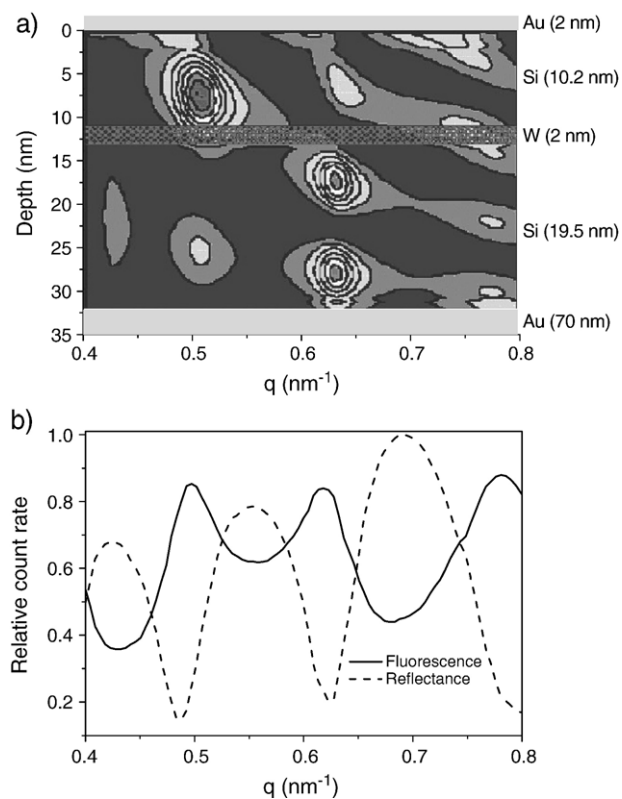 a)
0
5
10
15
20
25
30
35
Depth (nm)
0.4 0.5 0.6 0.7 0.8
q (nm⁻¹)
Au (2 nm)
Si (10.2 nm)
W (2 nm)
Si (19.5 nm)
Au (70 nm)
b)
1.0
0.8
0.6
0.4
0.2
Relative count rate
Fluorescence
Reflectance
0.4 0.5 0.6 0.7 0.8
q (nm⁻¹)